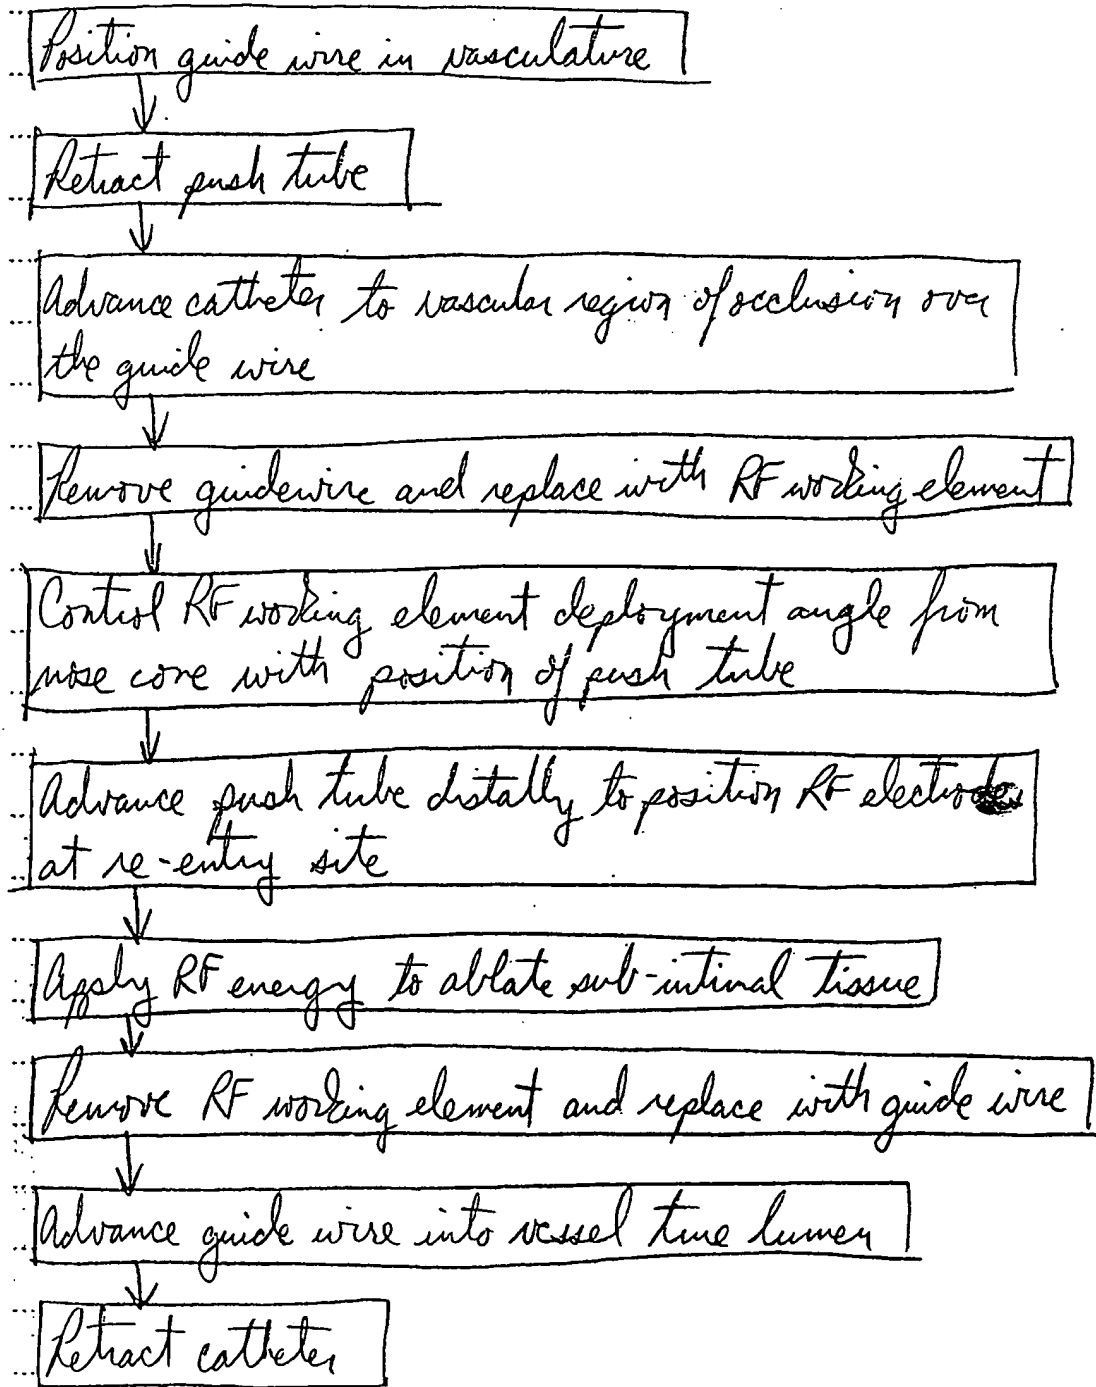 Position guide wire in vasculature
Retract push tube
Advance catheter to vascular region of occlusion over
the guide wire
Remove guidewire and replace with RF working element
Control RF working element deployment angle from
nose cone with position of push tube
Advance push tube distally to position RF electrode
at re-entry site
Apply RF energy to ablate sub-intimal tissue
Remove RF working element and replace with guide wire
Advance guide wire into vessel true lumen
Retract catheter